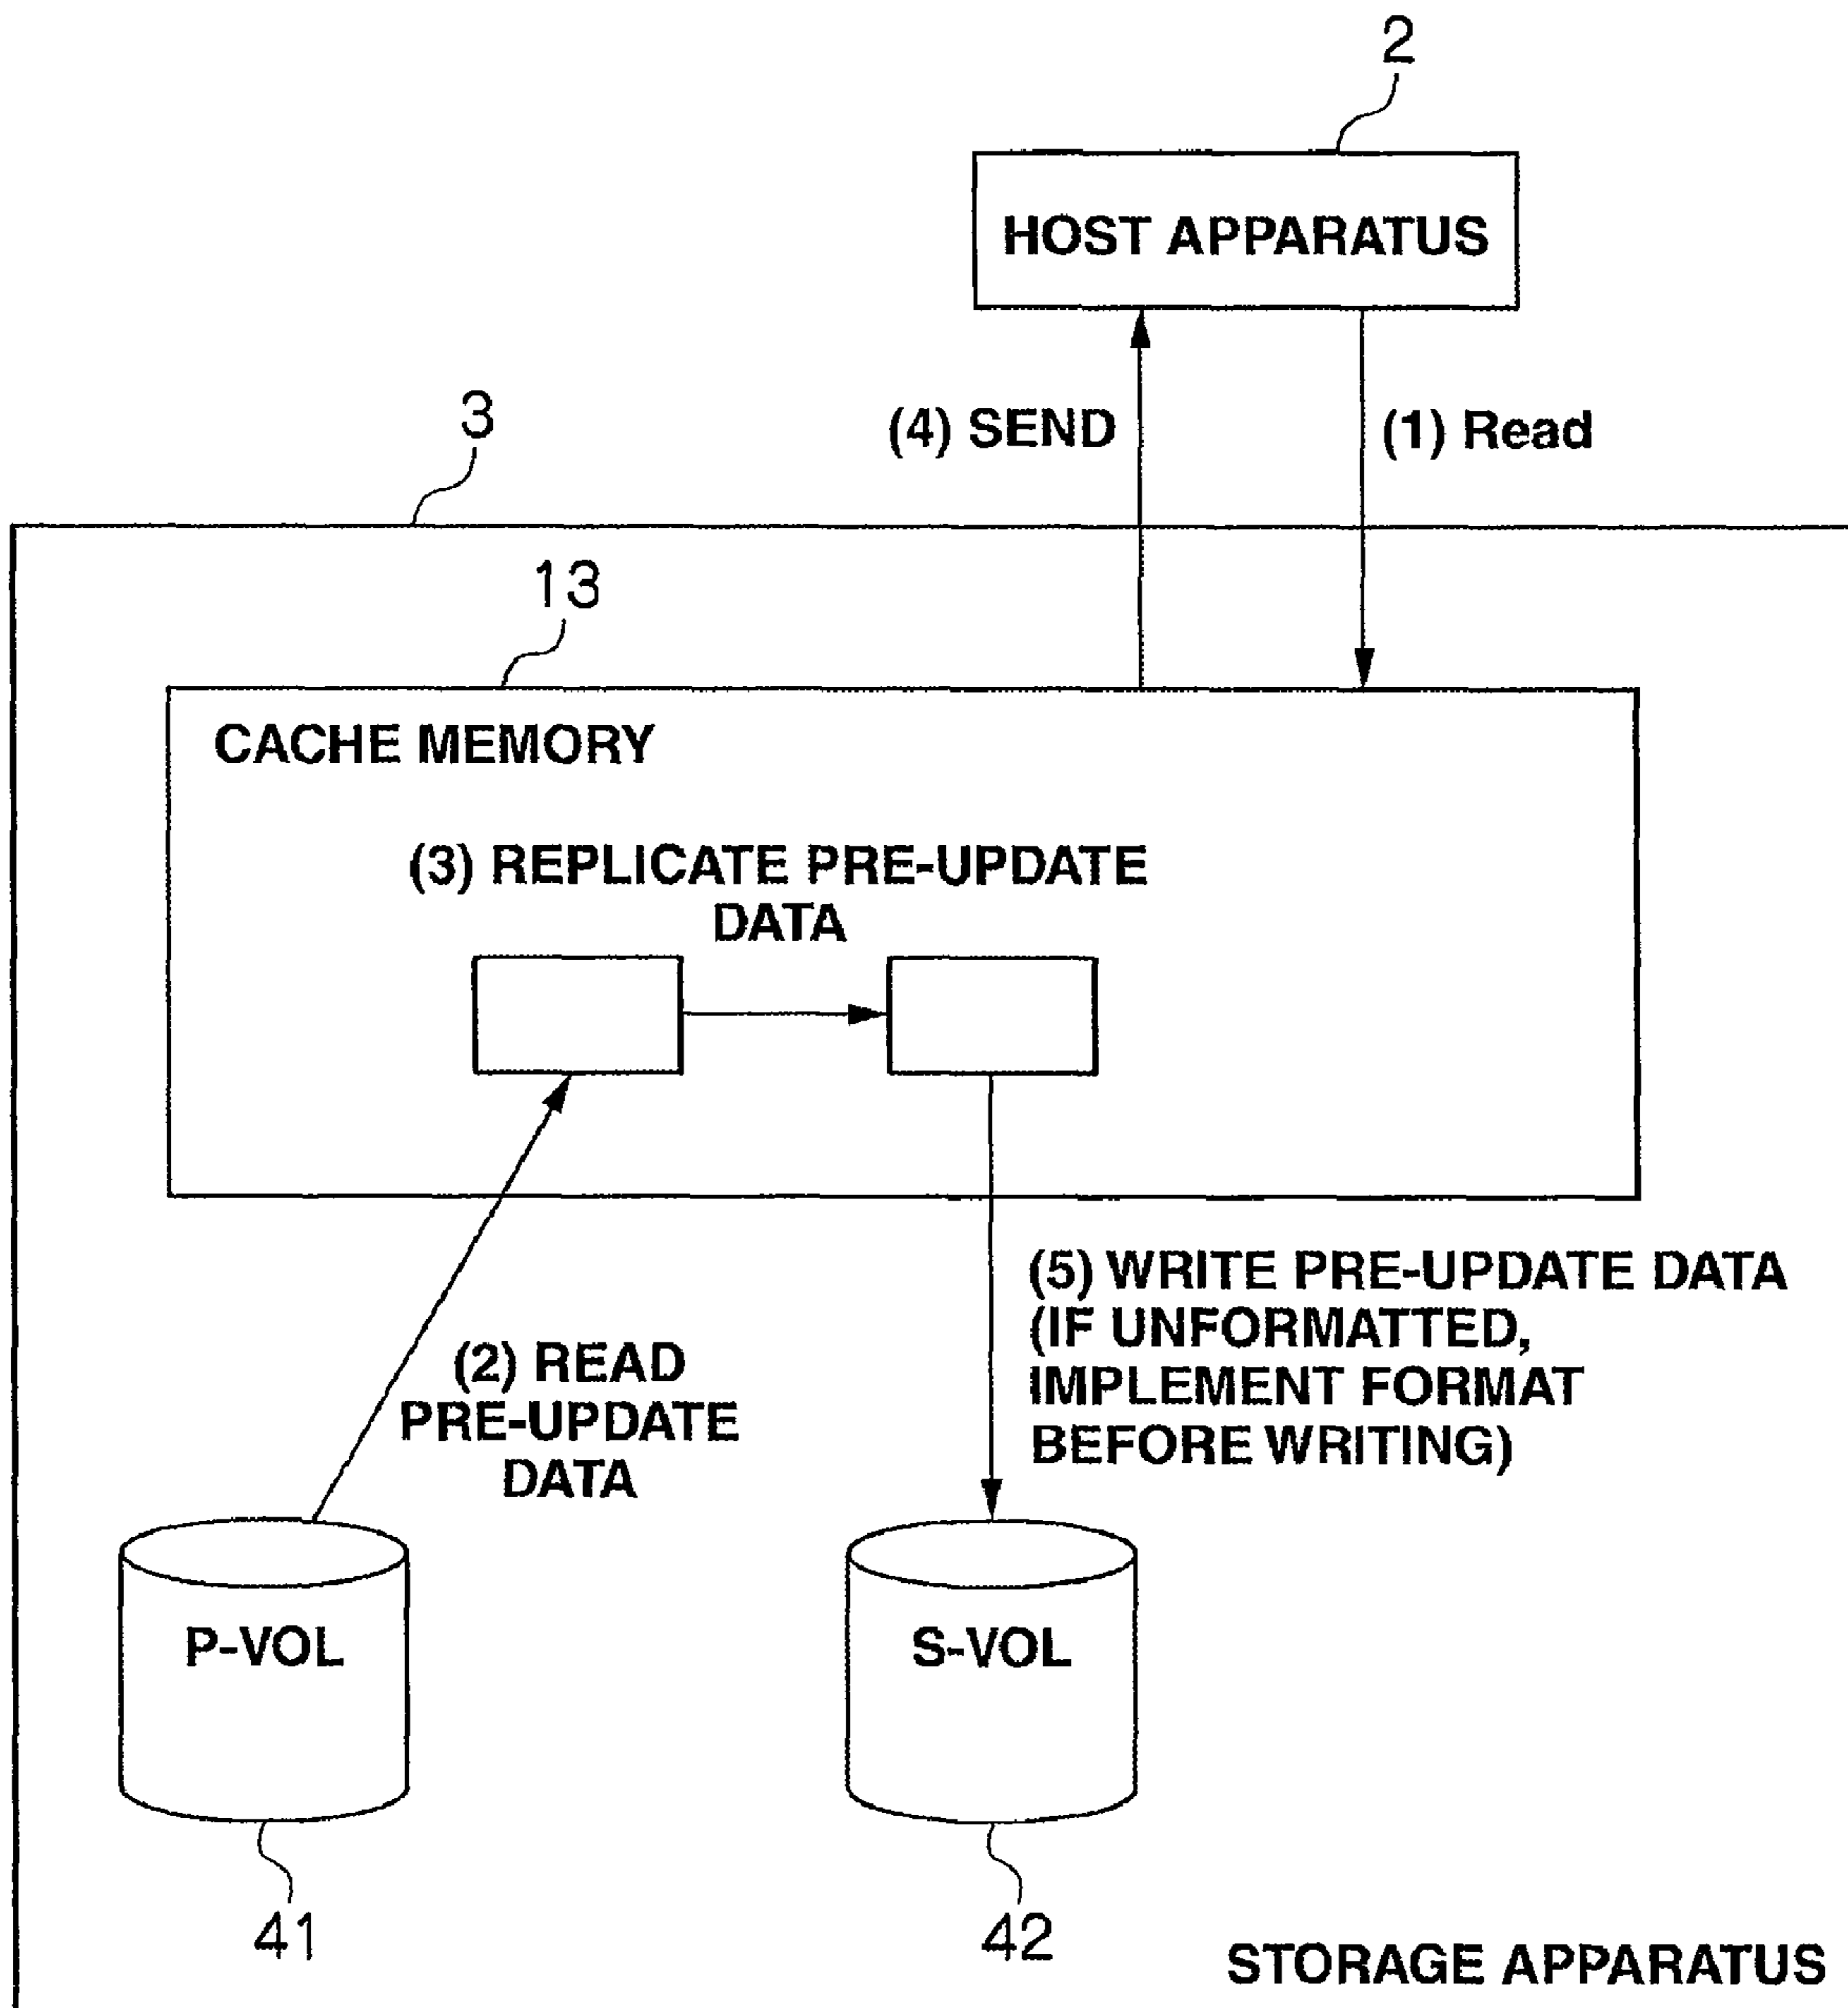 2
HOST APPARATUS
(4) SEND
(1) Read
3
13
CACHE MEMORY
(3) REPLICATE PRE-UPDATE
DATA
(5) WRITE PRE-UPDATE DATA
(IF UNFORMATTED,
IMPLEMENT FORMAT
BEFORE WRITING)
(2) READ
PRE-UPDATE
DATA
P-VOL
S-VOL
41
42
STORAGE APPARATUS